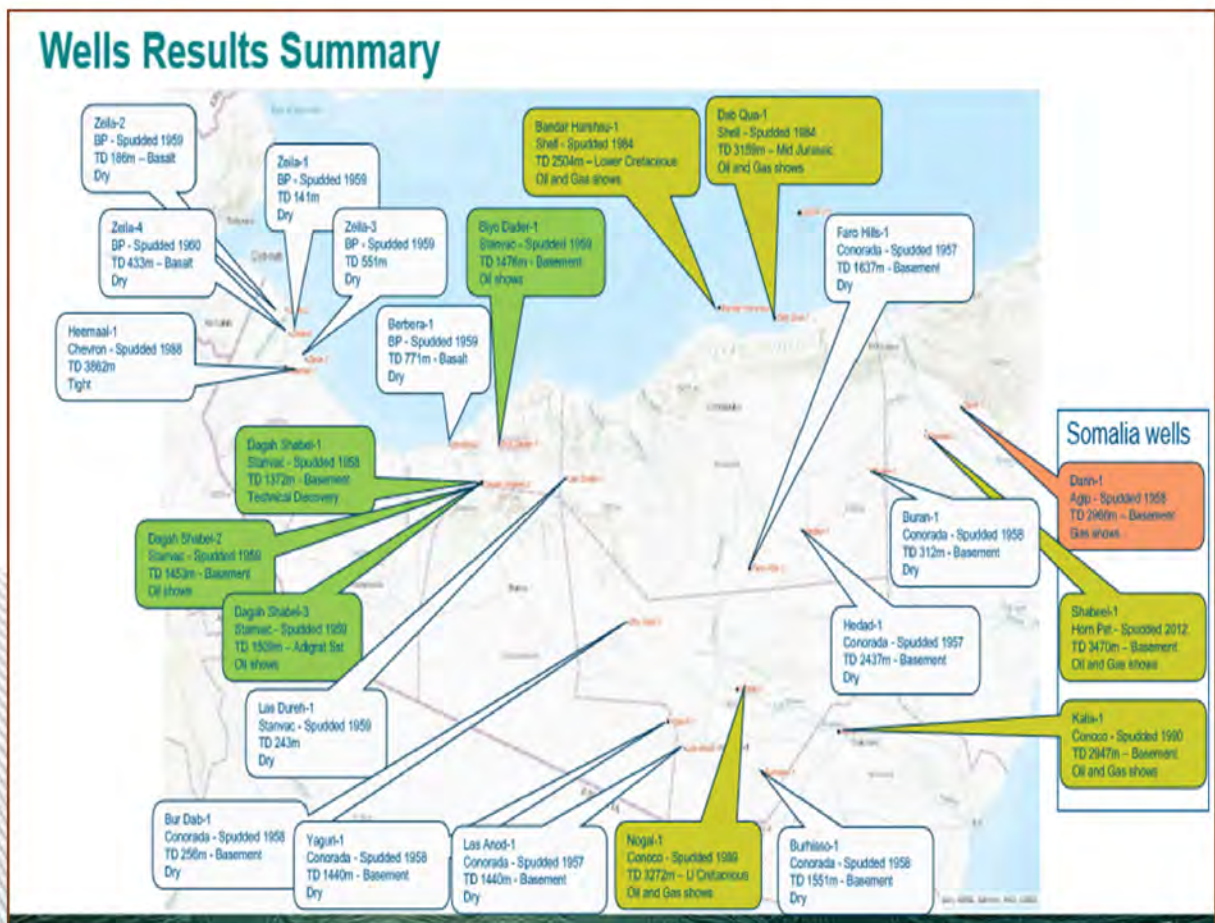 Wells Results Summary
Zeila-2
BP - Spudded 1959
TD 186m – Basalt
Dry
Zeila-1
BP - Spudded 1959
TD 141m
Dry
Zeila-4
BP - Spudded 1960
TD 433m – Basalt
Dry
Zeila-3
BP - Spudded 1959
TD 551m
Dry
Heemaal-1
Chevron - Spudded 1988
TD 3862m
Tight
Berbera-1
BP - Spudded 1959
TD 771m - Basalt
Dry
Biyo Dader-1
Stanvac - Spudded 1959
TD 1476m - Basement
Oil shows
Bandar Harshau-1
Shell - Spudded 1984
TD 2504m – Lower Cretaceous
Oil and Gas shows
Dab Qua-1
Shell - Spudded 1984
TD 3159m – Mid Jurassic
Oil and Gas shows
Faro Hills-1
Conorada - Spudded 1957
TD 1637m - Basement
Dry
Dagah Shabel-1
Stanvac - Spudded 1958
TD 1372m - Basement
Technical Discovery
Dagah Shabel-2
Stanvac - Spudded 1959
TD 1453m - Basement
Oil shows
Dagah Shabel-3
Stanvac - Spudded 1959
TD 1509m – Adigrat Sst
Oil shows
Las Dureh-1
Stanvac - Spudded 1959
TD 243m
Dry
Buran-1
Conorada - Spudded 1958
TD 312m - Basement
Dry
Hedad-1
Conorada - Spudded 1957
TD 2437m - Basement
Dry
Somalia wells
Darin-1
Agip - Spudded 1958
TD 2966m – Basement
Gas shows
Shabeel-1
Horn Pet - Spudded 2012
TD 3470m – Basement
Oil and Gas shows
Kalis-1
Conoco - Spudded 1990
TD 2947m – Basement
Oil and Gas shows
Bur Dab-1
Conorada - Spudded 1958
TD 256m - Basement
Dry
Yaguri-1
Conorada - Spudded 1958
TD 1440m - Basement
Dry
Las Anod-1
Conorada - Spudded 1957
TD 1440m - Basement
Dry
Nogal-1
Conoco - Spudded 1989
TD 3272m – U Cretaceous
Oil and Gas shows
Burhisso-1
Conorada - Spudded 1958
TD 1551m - Basement
Dry